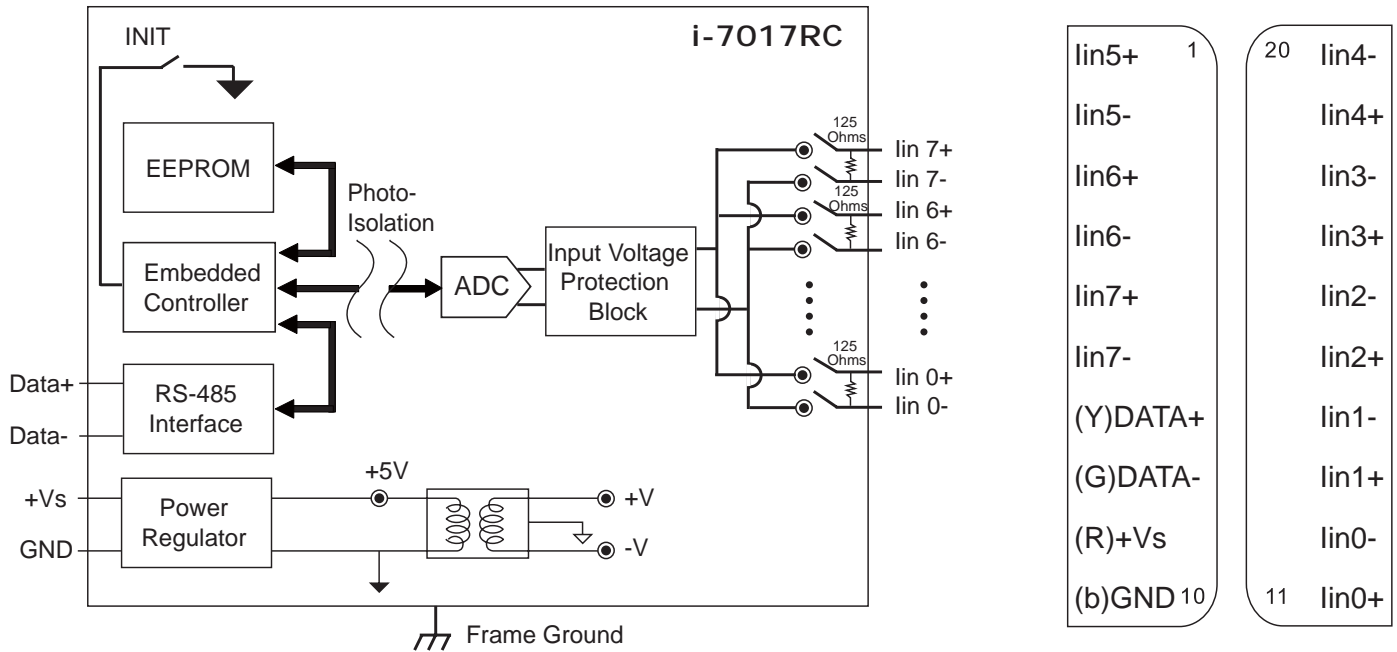 i-7017RC
INIT
EEPROM
Photo-
Isolation
Embedded
Controller
ADC
Input Voltage
Protection
Block
125
Ohms
Iin 7+
Iin 7-
125
Ohms
Iin 6+
Iin 6-
125
Ohms
Iin 0+
Iin 0-
Data+
Data-
RS-485
Interface
+Vs
GND
Power
Regulator
+5V
+V
-V
Frame Ground
Iin5+ 1
Iin5-
Iin6+
Iin6-
Iin7+
Iin7-
(Y)DATA+
(G)DATA-
(R)+Vs
(b)GND 10
20 Iin4-
Iin4+
Iin3-
Iin3+
Iin2-
Iin2+
Iin1-
Iin1+
Iin0-
11 Iin0+